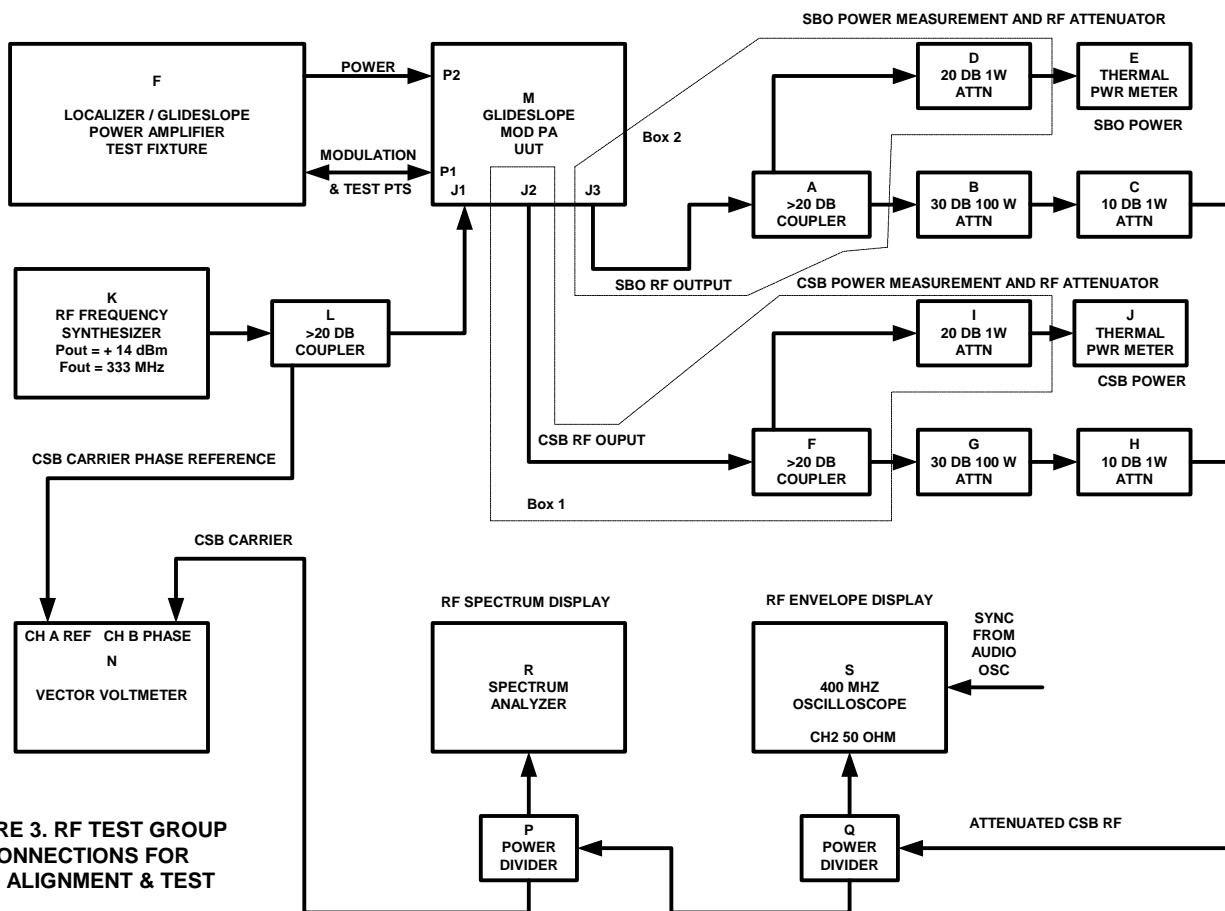 SBO POWER MEASUREMENT AND RF ATTENUATOR
F
LOCALIZER / GLIDESLOPE
POWER AMPLIFIER
TEST FIXTURE
POWER
MODULATION
& TEST PTS
P2
M
GLIDESLOPE
MOD PA
UUT
P1
J1
J2
J3
Box 2
D
20 DB 1W
ATTN
E
THERMAL
PWR METER
SBO POWER
A
>20 DB
COUPLER
B
30 DB 100 W
ATTN
C
10 DB 1W
ATTN
SBO RF OUTPUT
K
RF FREQUENCY
SYNTHESIZER
Pout = + 14 dBm
Fout = 333 MHz
L
>20 DB
COUPLER
CSB POWER MEASUREMENT AND RF ATTENUATOR
I
20 DB 1W
ATTN
J
THERMAL
PWR METER
CSB POWER
CSB RF OUPUT
F
>20 DB
COUPLER
G
30 DB 100 W
ATTN
H
10 DB 1W
ATTN
Box 1
CSB CARRIER PHASE REFERENCE
CSB CARRIER
CH A REF CH B PHASE
N
VECTOR VOLTMETER
RF SPECTRUM DISPLAY
R
SPECTRUM
ANALYZER
RF ENVELOPE DISPLAY
S
400 MHZ
OSCILLOSCOPE
CH2 50 OHM
SYNC
FROM
AUDIO
OSC
P
POWER
DIVIDER
Q
POWER
DIVIDER
ATTENUATED CSB RF
RE 3. RF TEST GROUP
ONNECTIONS FOR
ALIGNMENT & TEST